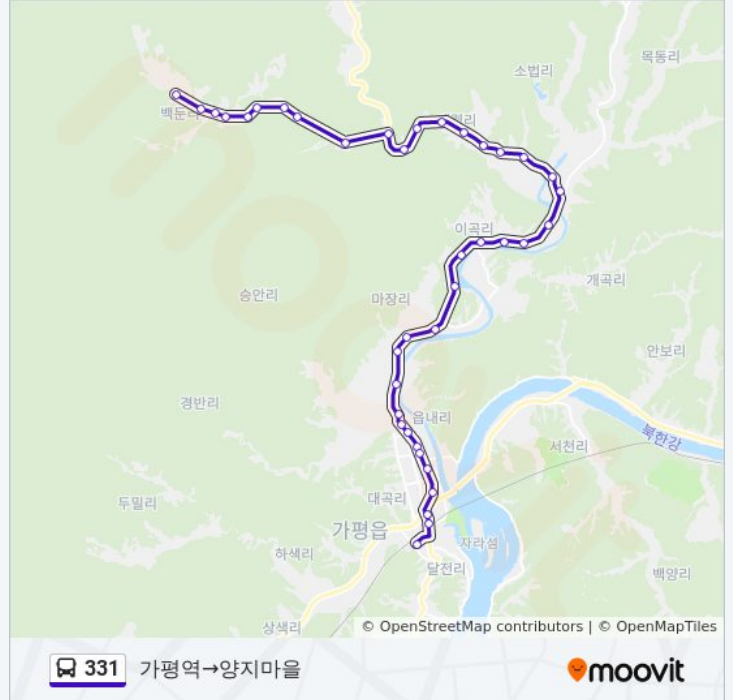 목동리
소법리
백둔리
이곡리
개곡리
승안리
마장리
안보리
경반리
읍내리
북한강
서천리
두밀리
대곡리
가평읍
자라섬
하색리
달전리
백양리
상색리
© OpenStreetMap contributors | © OpenMapTiles
331 가평역→양지마을
moovit